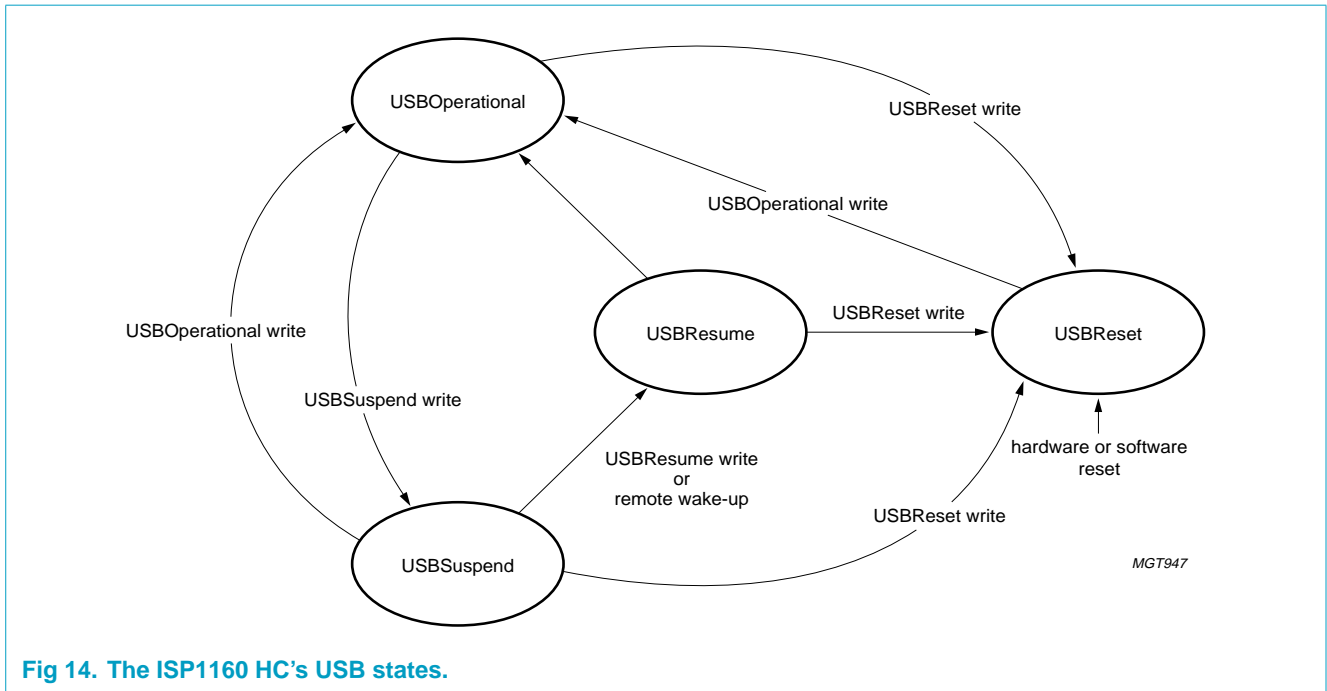 USBOperational
USBReset write
USBOperational write
USBOperational write
USBResume
USBReset write
USBReset
USBSuspend write
hardware or software
reset
USBResume write
or
remote wake-up
USBReset write
USBSuspend
MGT947
Fig 14. The ISP1160 HC’s USB states.